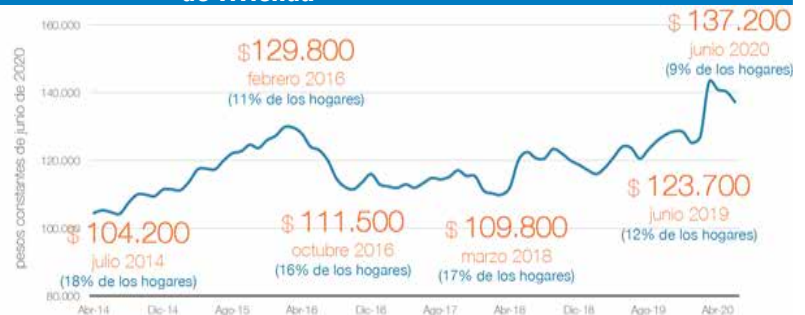 de vivienda
pesos constantes de junio de 2020
160.000
140.000
120.000
100.000
80.000
$ 129.800
febrero 2016
(11% de los hogares)
$ 137.200
junio 2020
(9% de los hogares)
$ 104.200
julio 2014
(18% de los hogares)
$ 111.500
octubre 2016
(16% de los hogares)
$ 109.800
marzo 2018
(17% de los hogares)
$ 123.700
junio 2019
(12% de los hogares)
Abr-14
Dic-14
Ago-15
Abr-16
Dic-16
Ago-17
Abr-18
Dic-18
Ago-19
Abr-20